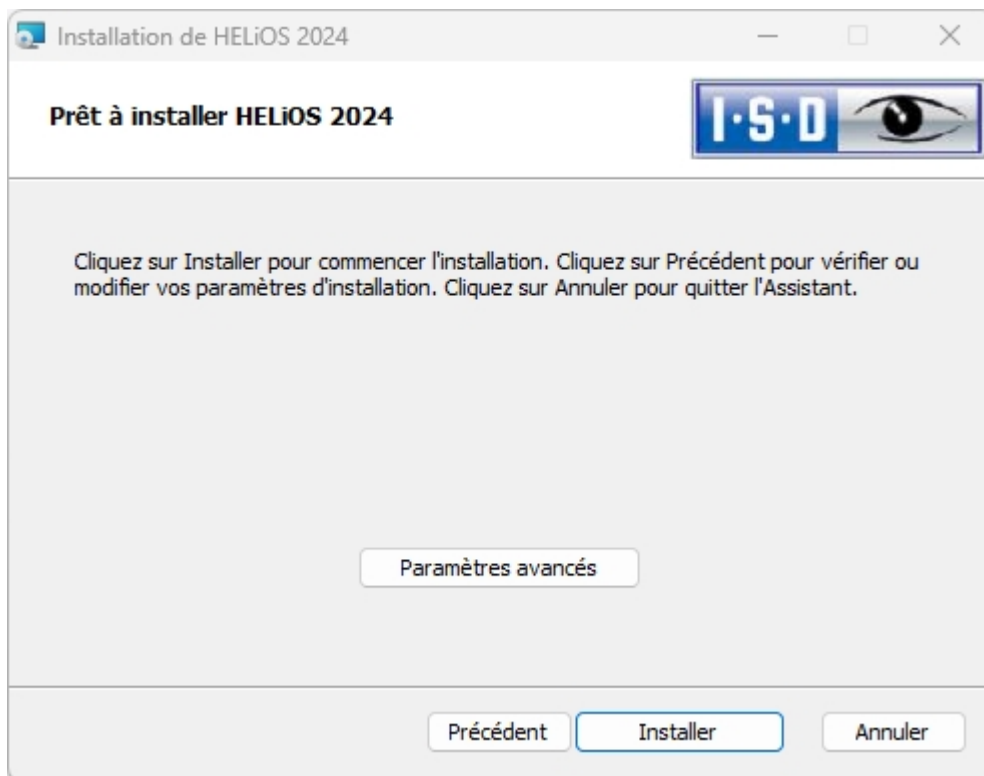 Installation de HELiOS 2024
Prêt à installer HELiOS 2024
I·S·D
Cliquez sur Installer pour commencer l'installation. Cliquez sur Précédent pour vérifier ou
modifier vos paramètres d'installation. Cliquez sur Annuler pour quitter l'Assistant.
Paramètres avancés
Précédent
Installer
Annuler